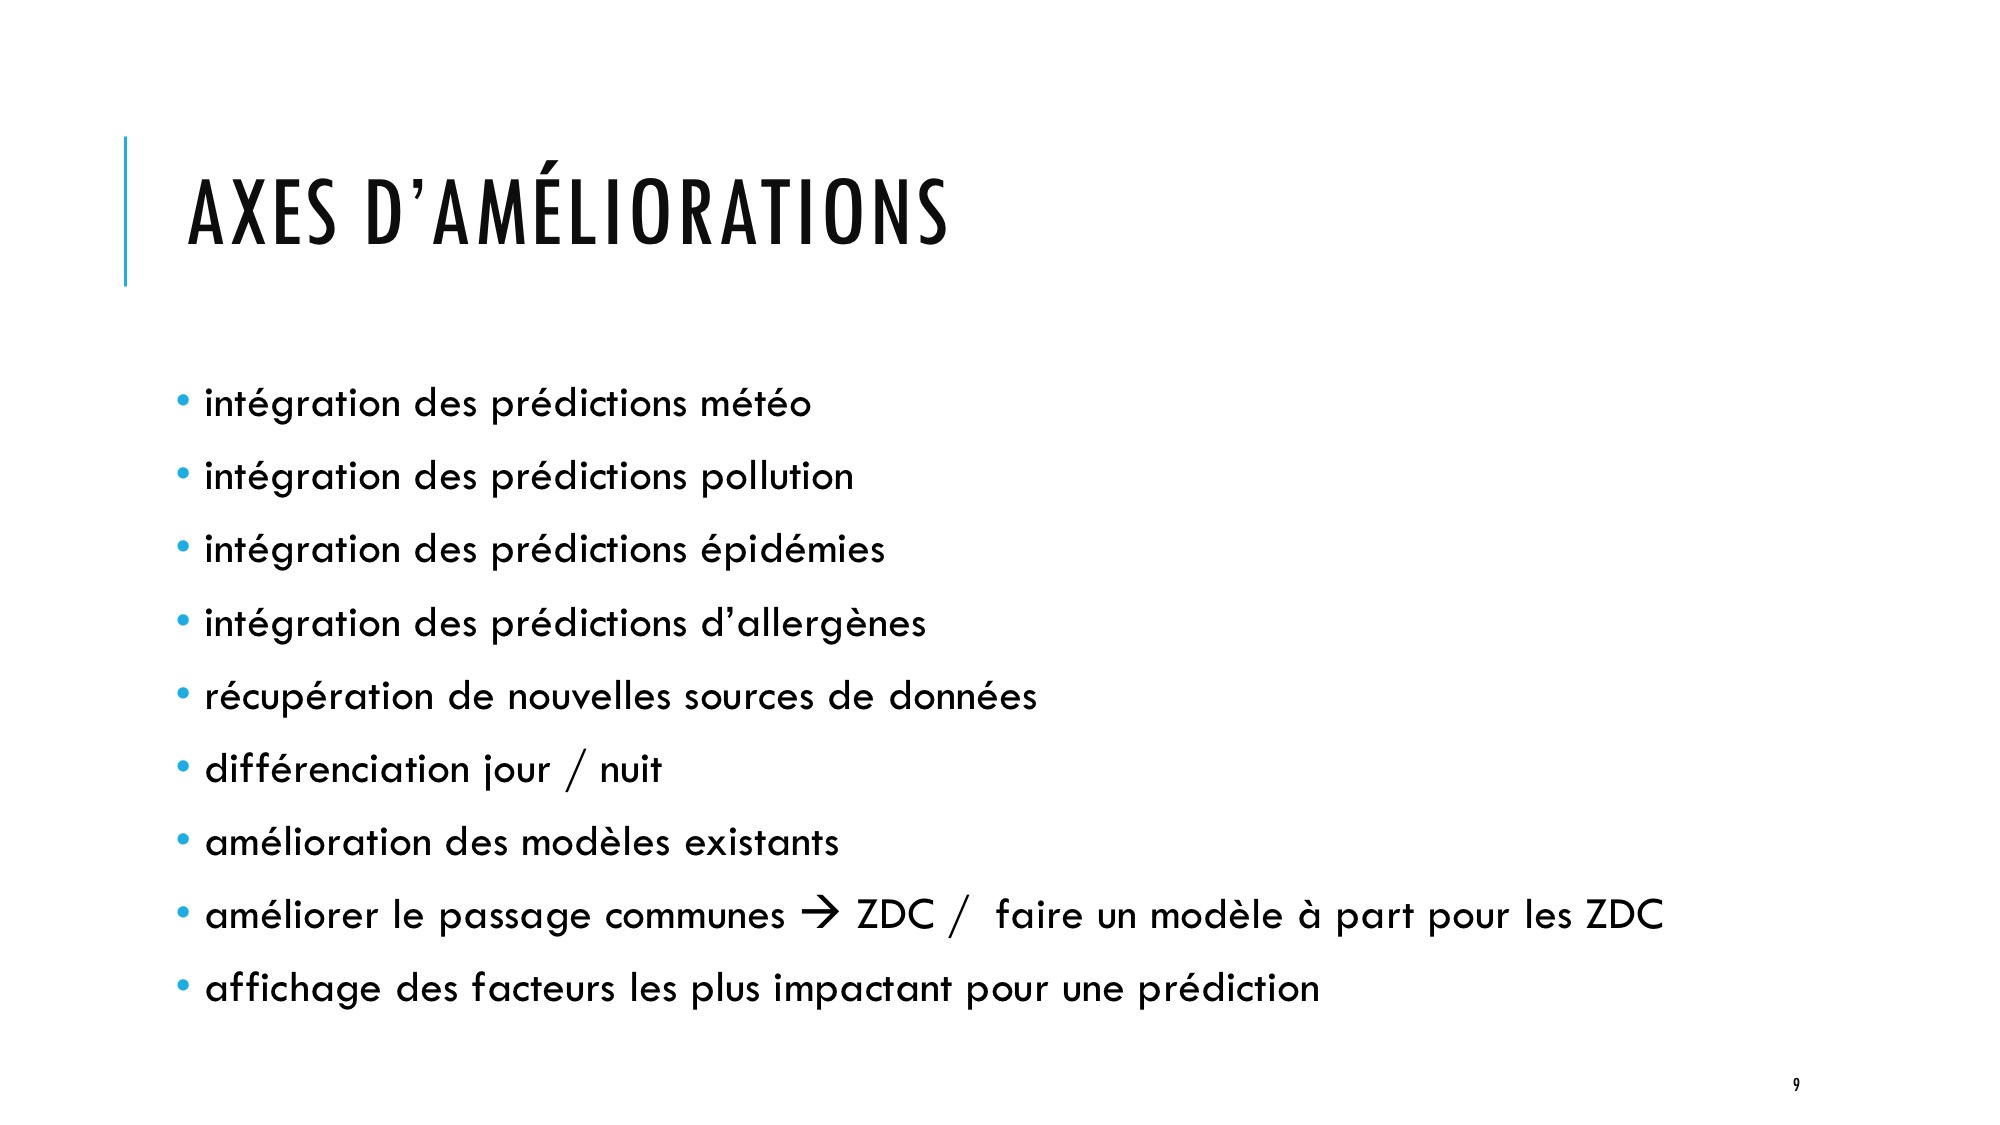 AXES D’AMÉLIORATIONS
• intégration des prédictions météo
• intégration des prédictions pollution
• intégration des prédictions épidémies
• intégration des prédictions d’allergènes
• récupération de nouvelles sources de données
• différenciation jour / nuit
• amélioration des modèles existants
• améliorer le passage communes → ZDC / faire un modèle à part pour les ZDC
• affichage des facteurs les plus impactant pour une prédiction
9